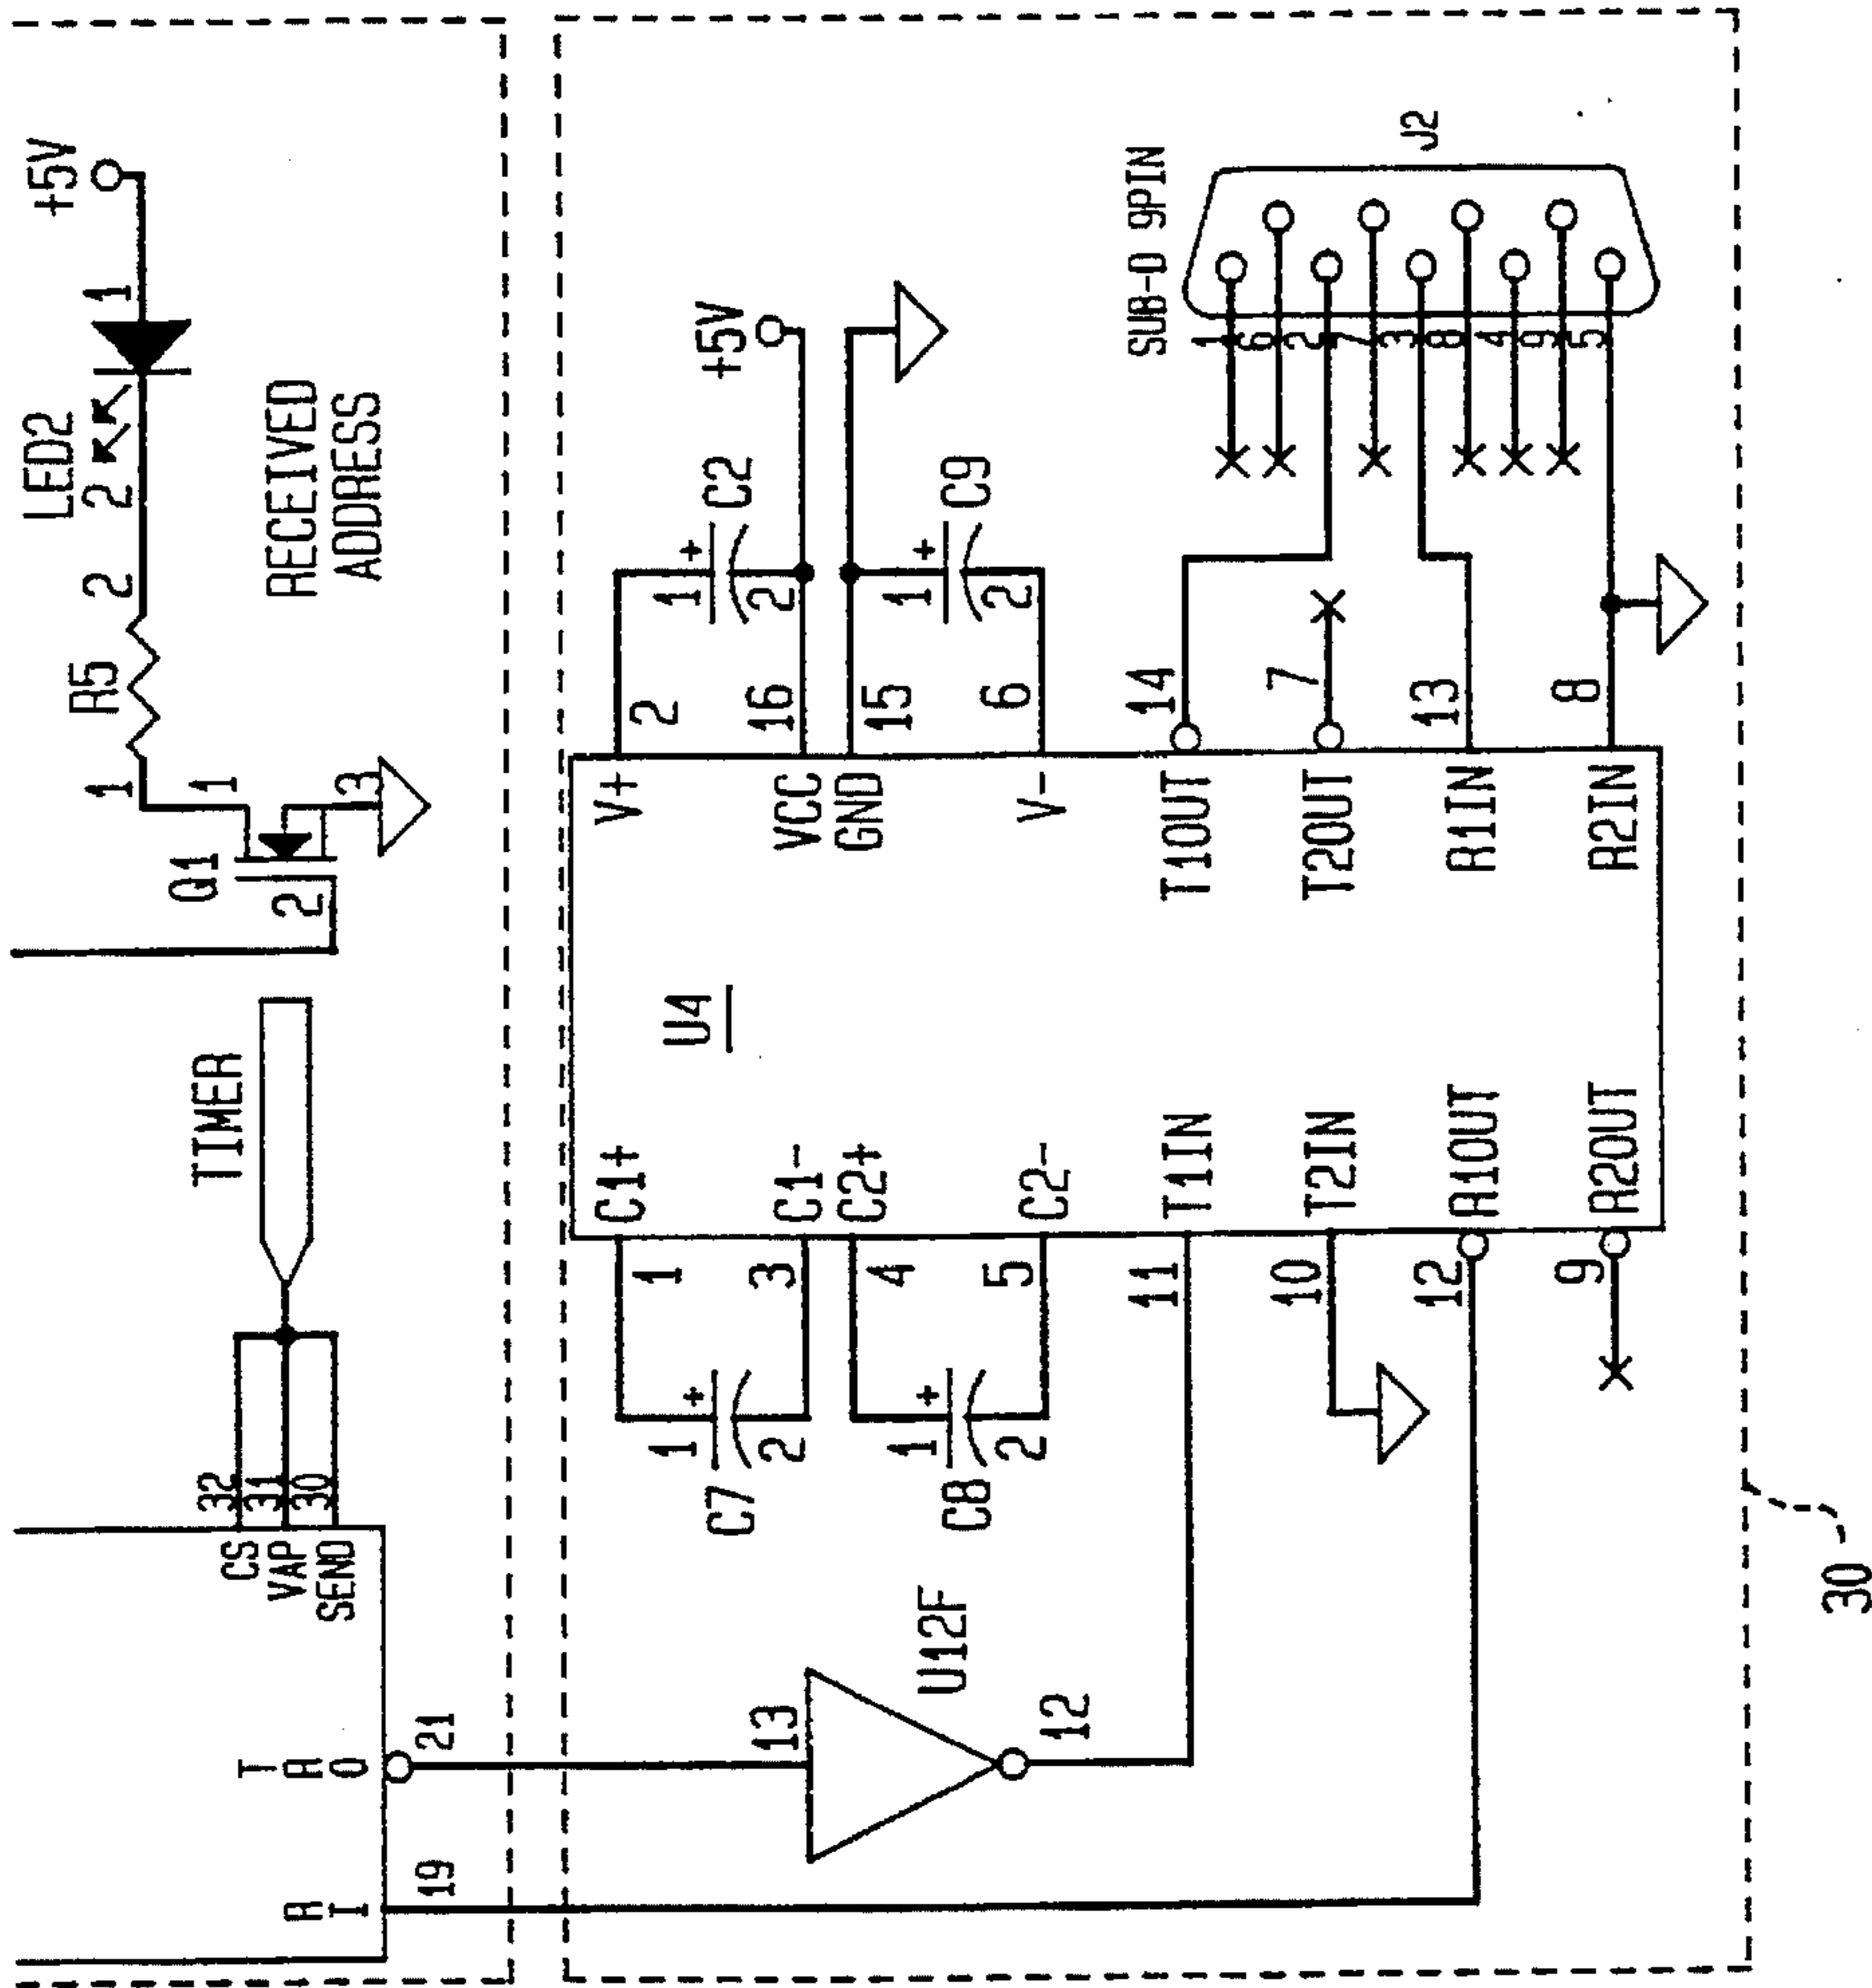 +5V
1
LED2
2
2
R5
1
RECEIVED
ADDRESS
1
Q1
2
3
TIMER
32
31
30
CS
VAP
SEND
T
R
O
21
R
I
19
U4
C1+
C1-
C2+
C2-
T1IN
T2IN
R1OUT
R2OUT
V+
VCC
GND
V-
T1OUT
T2OUT
R1IN
R2IN
1
3
4
5
11
10
12
9
2
16
15
6
14
7
13
8
1
+
2
C7
1
+
2
C8
1
+
2
C2
1
+
2
C9
+5V
13
U12F
12
SUB-D 9PIN
J2
1
6
2
7
3
8
4
9
5
30